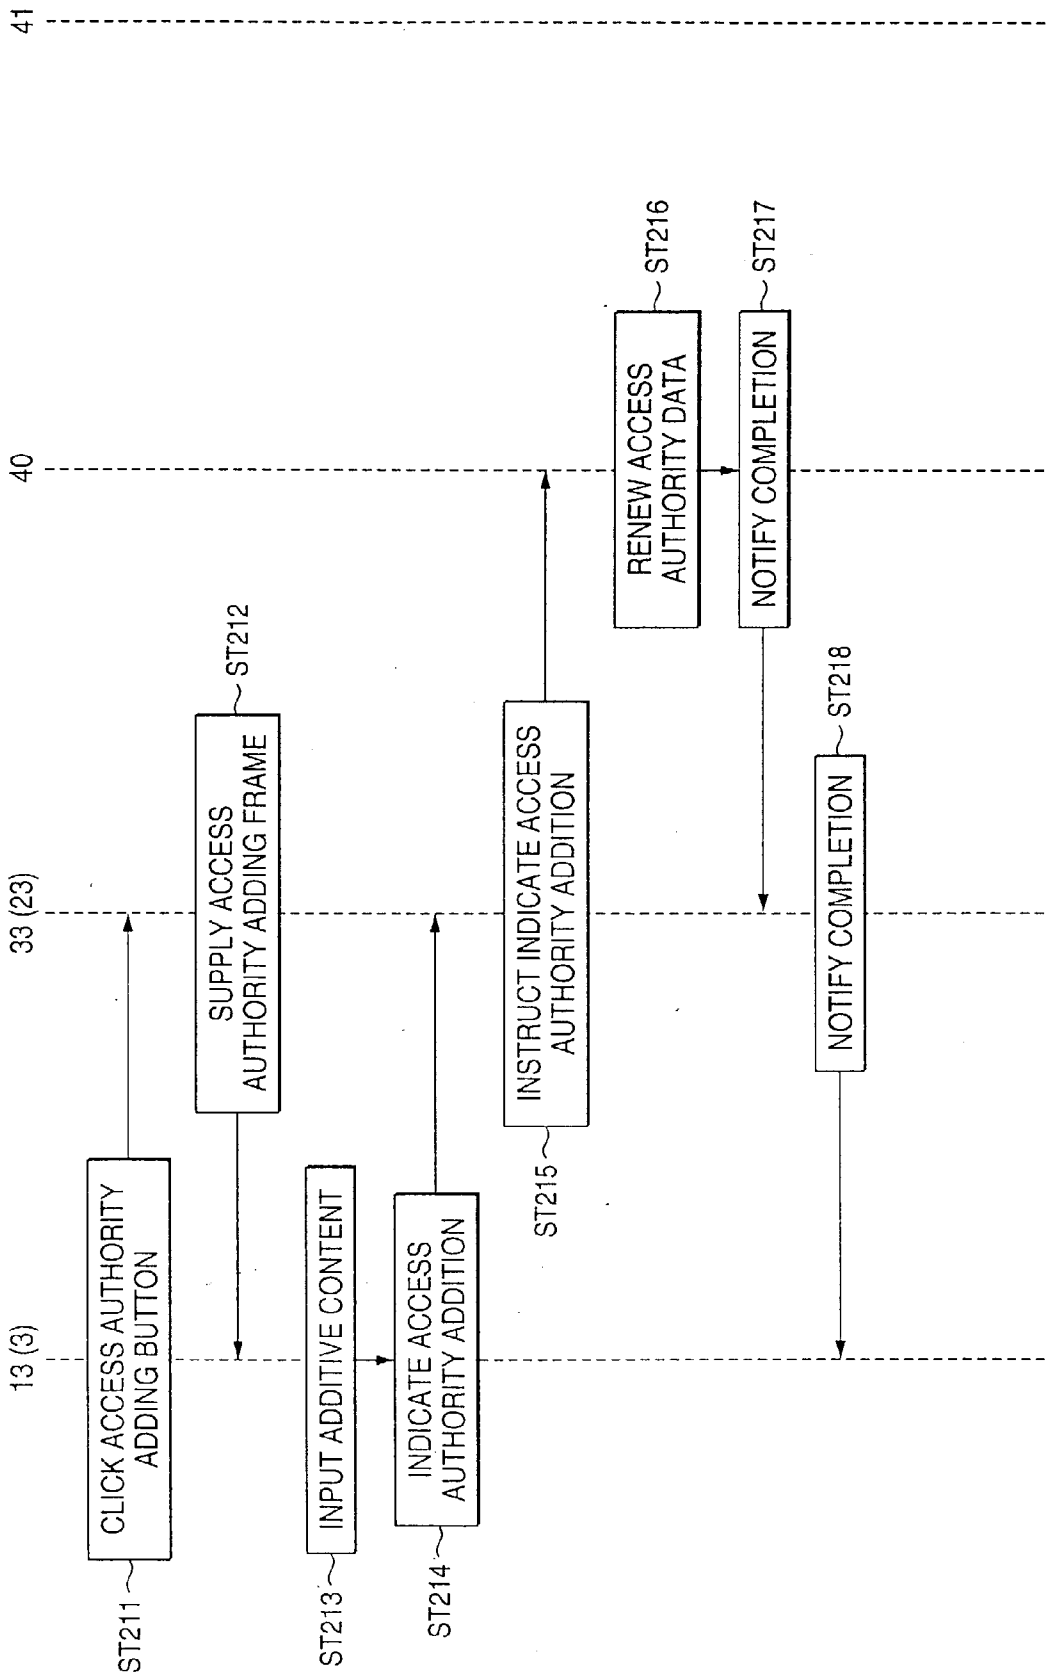 13 (3)
33 (23)
40
41
ST211
CLICK ACCESS AUTHORITY
ADDING BUTTON
SUPPLY ACCESS
AUTHORITY ADDING FRAME
ST212
ST213
INPUT ADDITIVE CONTENT
ST214
INDICATE ACCESS
AUTHORITY ADDITION
ST215
INSTRUCT INDICATE ACCESS
AUTHORITY ADDITION
RENEW ACCESS
AUTHORITY DATA
ST216
NOTIFY COMPLETION
ST217
NOTIFY COMPLETION
ST218